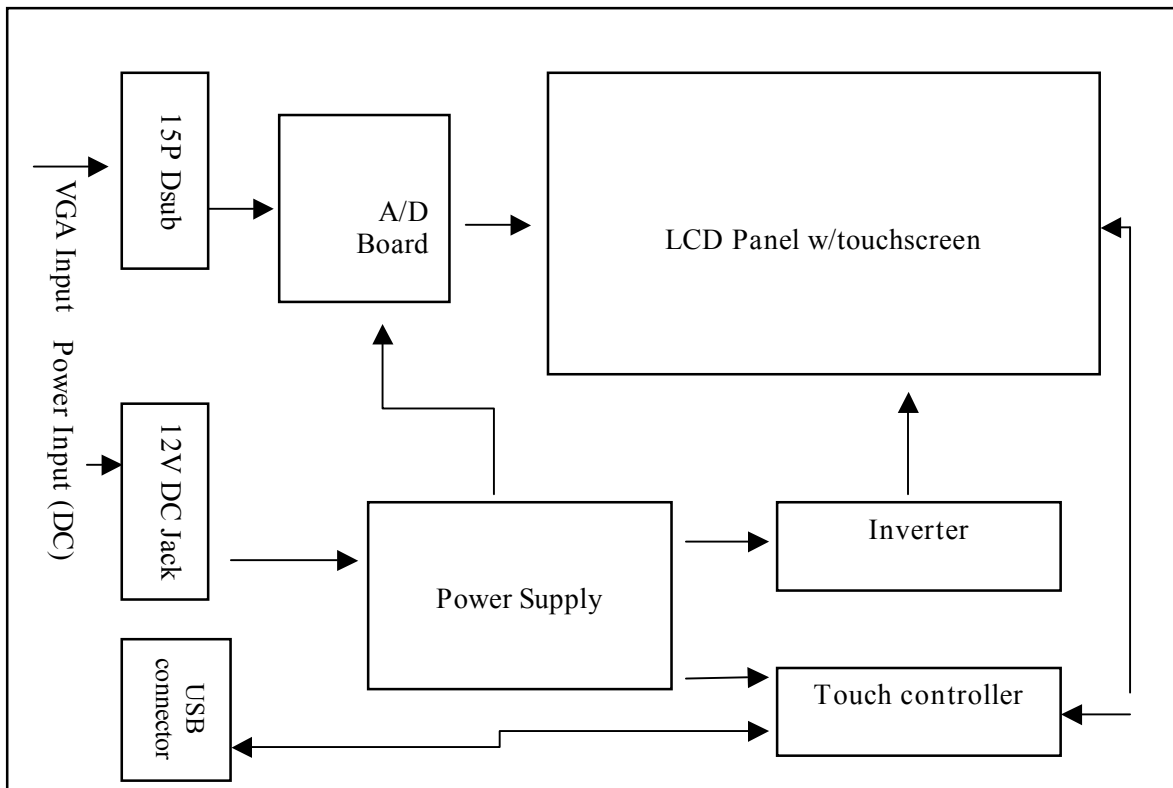 VGA Input
Power Input (DC)
15P Dsub
A/D
Board
LCD Panel w/touchscreen
12V DC Jack
Power Supply
Inverter
USB
connector
Touch controller